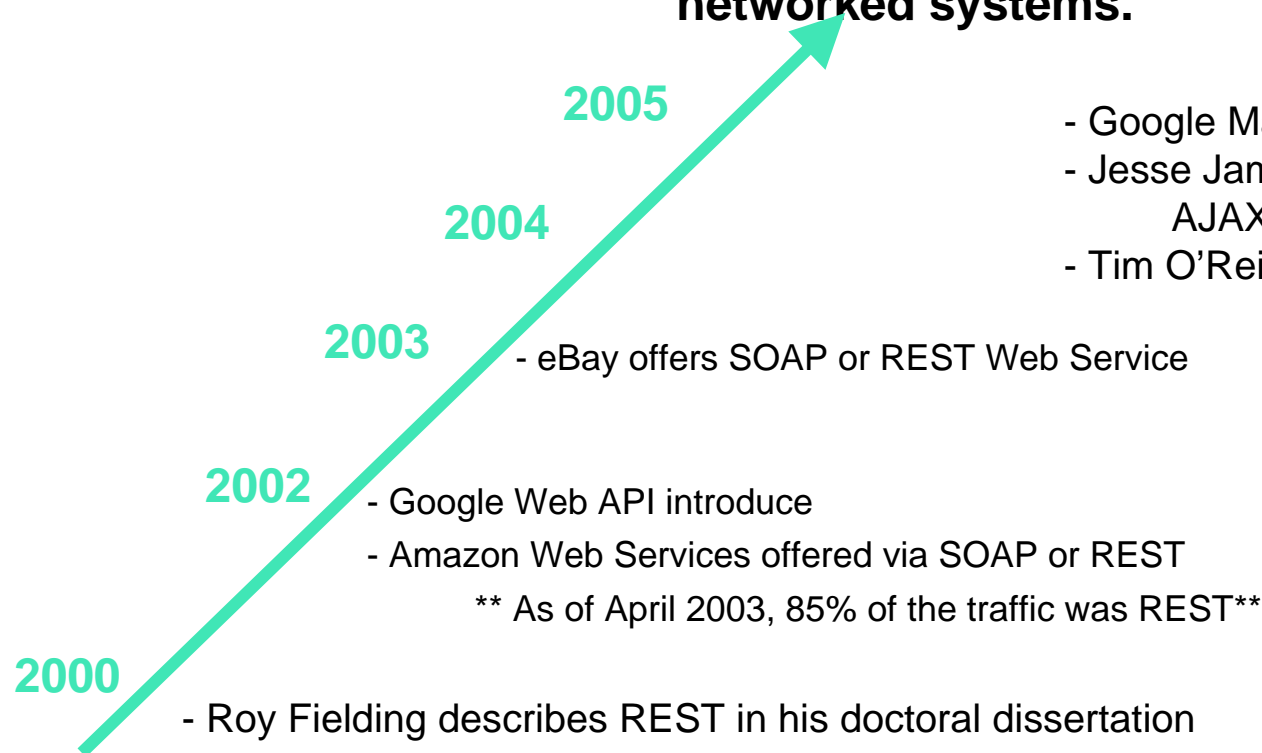 networked systems.
2005
- Google Ma
- Jesse Jam
AJAX
- Tim O'Rei
2004
2003
- eBay offers SOAP or REST Web Service
2002
- Google Web API introduce
- Amazon Web Services offered via SOAP or REST
** As of April 2003, 85% of the traffic was REST**
2000
- Roy Fielding describes REST in his doctoral dissertation